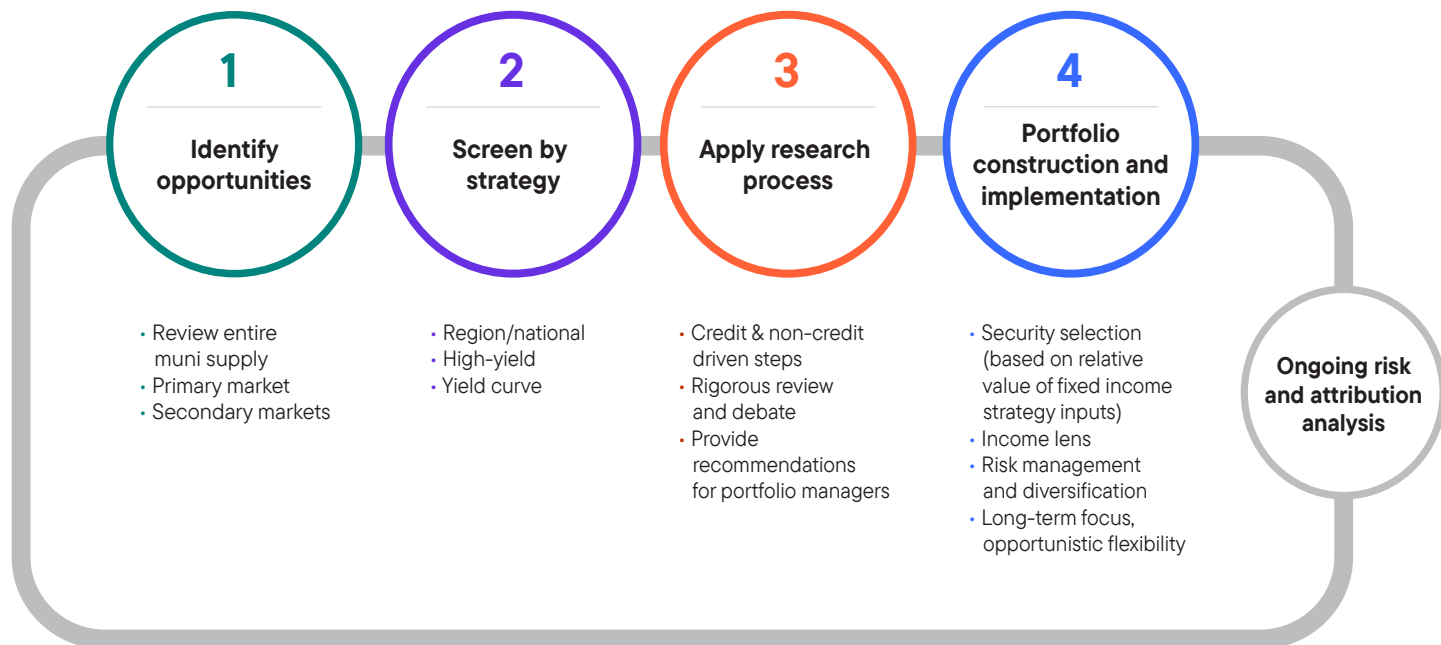 1
Identify
opportunities
• Review entire
muni supply
• Primary market
• Secondary markets
2
Screen by
strategy
• Region/national
• High-yield
• Yield curve
3
Apply research
process
• Credit & non-credit
driven steps
• Rigorous review
and debate
• Provide
recommendations
for portfolio managers
4
Portfolio
construction and
implementation
• Security selection
(based on relative
value of fixed income
strategy inputs)
• Income lens
• Risk management
and diversification
• Long-term focus,
opportunistic flexibility
Ongoing risk
and attribution
analysis